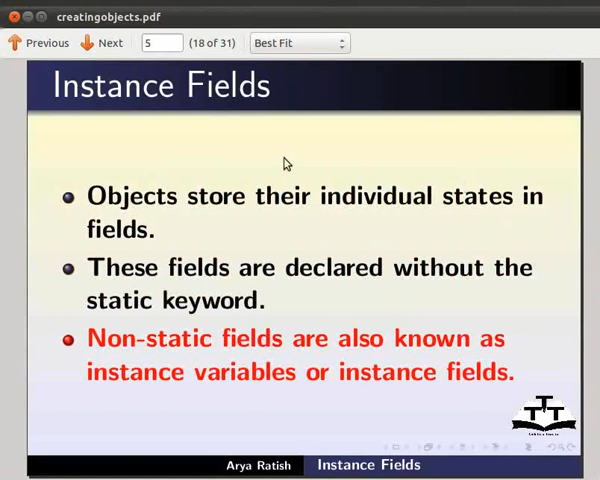 creatingobjects.pdf
Previous Next 5 (18 of 31) Best Fit
Instance Fields
Objects store their individual states in
fields.
These fields are declared without the
static keyword.
Non-static fields are also known as
instance variables or instance fields.
TTT
Arya Ratish Instance Fields